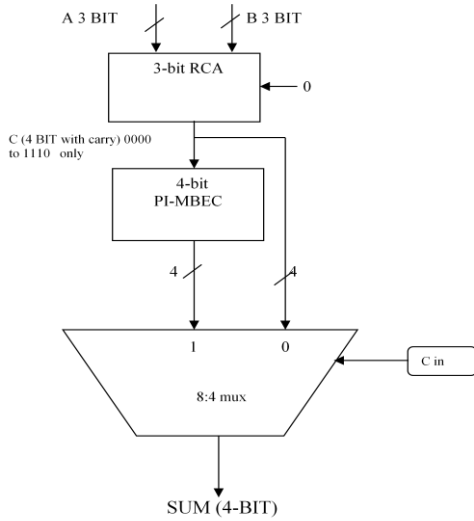 A 3 BIT
B 3 BIT
3-bit RCA
0
C (4 BIT with carry) 0000
to 1110 only
4-bit
PI-MBEC
4
4
1
0
C in
8:4 mux
SUM (4-BIT)